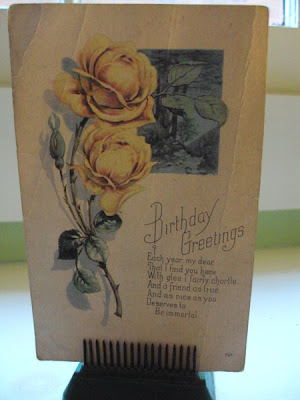 Birthday
Greetings
Each year my dear
That I find you here
With glee I fairly chortle
And a friend as true
And as nice as you
Deserves to
Be immortal.